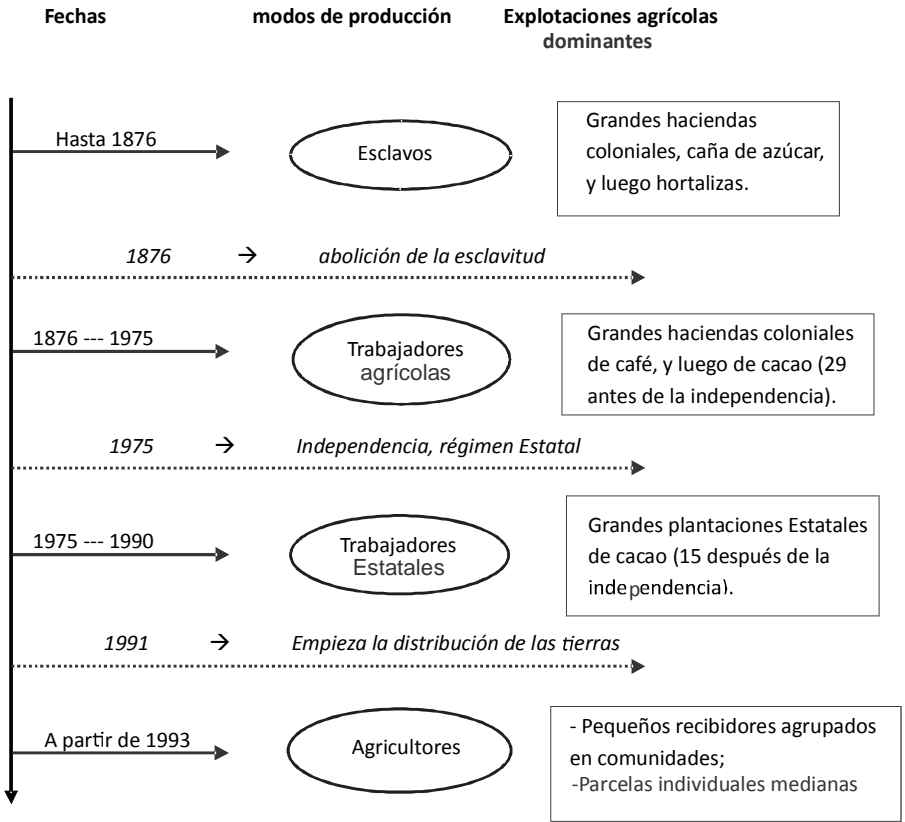 Fechas modos de producción Explotaciones agrícolas
dominantes
Hasta 1876
Esclavos
Grandes haciendas
coloniales, caña de azúcar,
y luego hortalizas.
1876 → abolición de la esclavitud
1876 --- 1975
Trabajadores
agrícolas
Grandes haciendas coloniales
de café, y luego de cacao (29
antes de la independencia).
1975 → Independencia, régimen Estatal
1975 --- 1990
Trabajadores
Estatales
Grandes plantaciones Estatales
de cacao (15 después de la
independencia).
1991 → Empieza la distribución de las tierras
A partir de 1993
Agricultores
- Pequeños recibidores agrupados
en comunidades;
-Parcelas individuales medianas